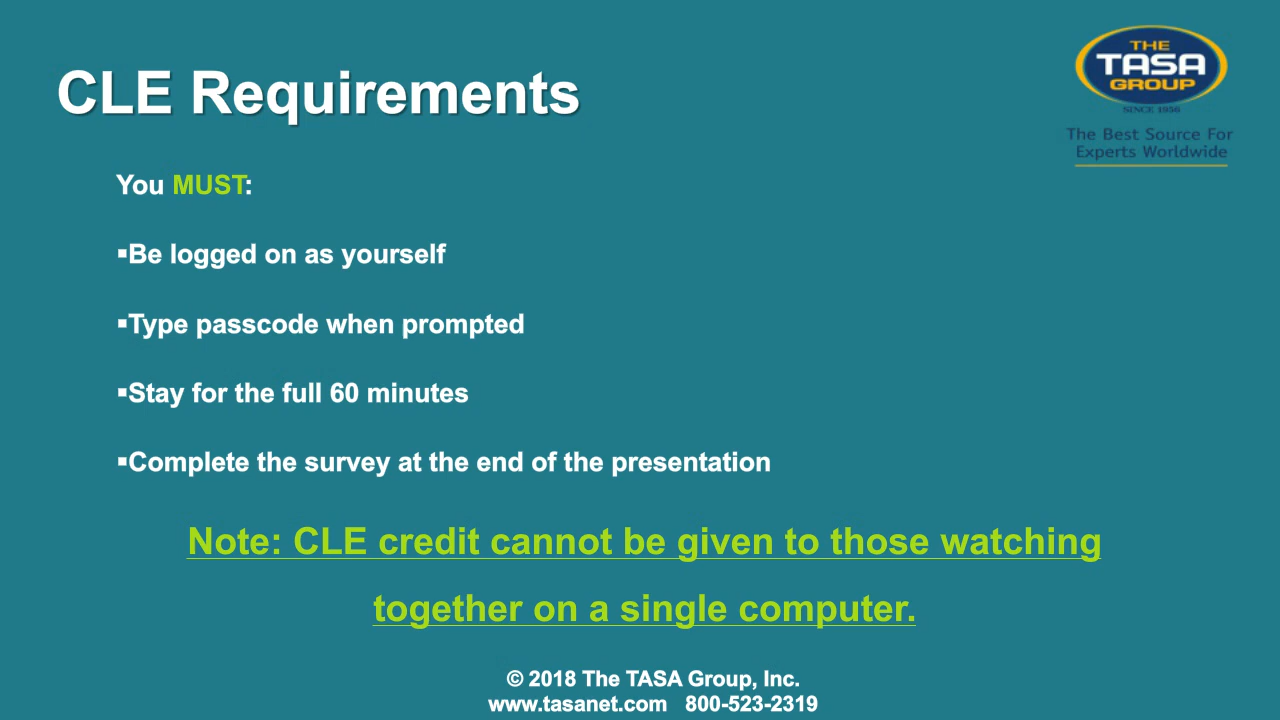 THE
TASA
GROUP
SINCE 1956
The Best Source For
Experts Worldwide
CLE Requirements
You MUST:
▪Be logged on as yourself
▪Type passcode when prompted
▪Stay for the full 60 minutes
▪Complete the survey at the end of the presentation
Note: CLE credit cannot be given to those watching
together on a single computer.
© 2018 The TASA Group, Inc.
www.tasanet.com 800-523-2319